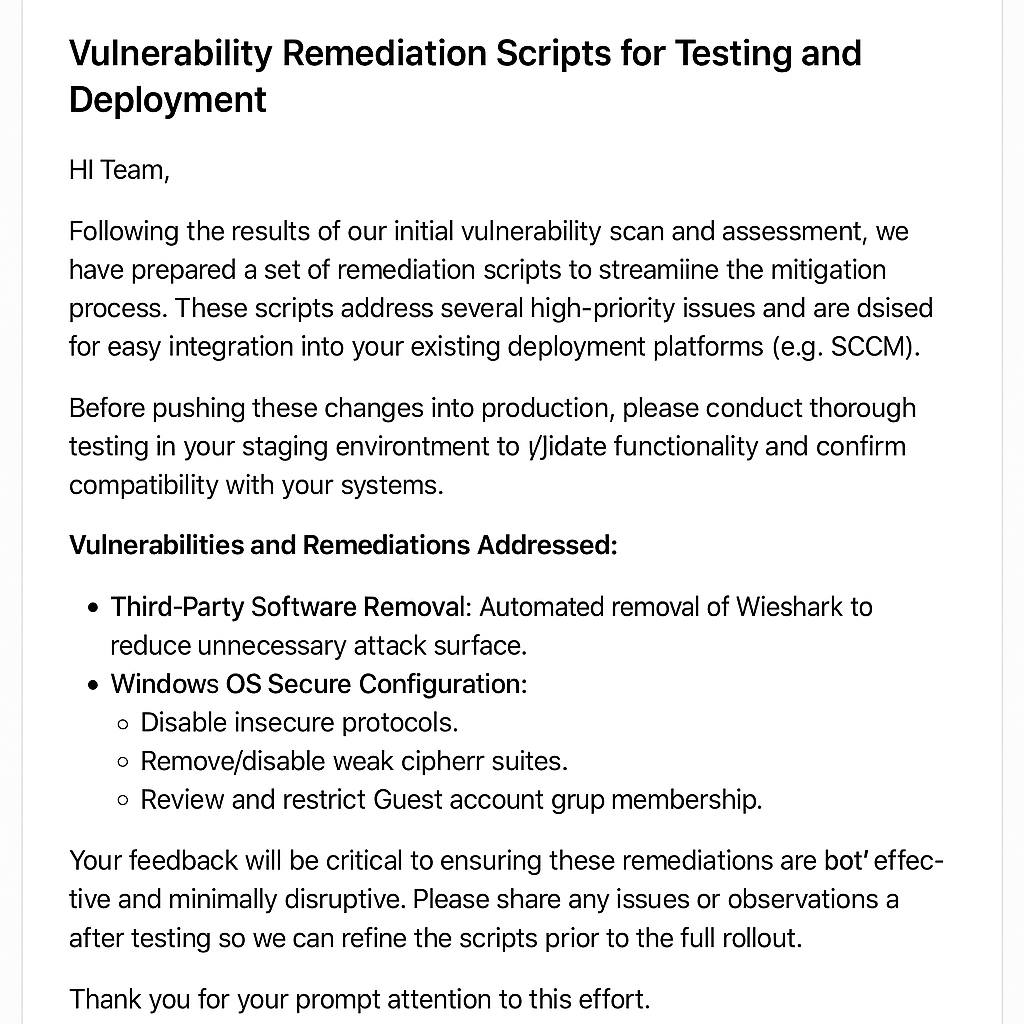 Vulnerability Remediation Scripts for Testing and
Deployment
HI Team,
Following the results of our initial vulnerability scan and assessment, we
have prepared a set of remediation scripts to streamiine the mitigation
process. These scripts address several high-priority issues and are dsised
for easy integration into your existing deployment platforms (e.g. SCCM).
Before pushing these changes into production, please conduct thorough
testing in your staging environtment to functionality and confirm
compatibility with your systems.
Vulnerabilities and Remediations Addressed:
• Third-Party Software Removal: Automated removal of Wieshark to
reduce unnecessary attack surface.
• Windows OS Secure Configuration:
○ Disable insecure protocols.
○ Remove/disable weak cipherr suites.
○ Review and restrict Guest account grup membership.
Your feedback will be critical to ensuring these remediations are bot' effec-
tive and minimally disruptive. Please share any issues or observations a
after testing so we can refine the scripts prior to the full rollout.
Thank you for your prompt attention to this effort.